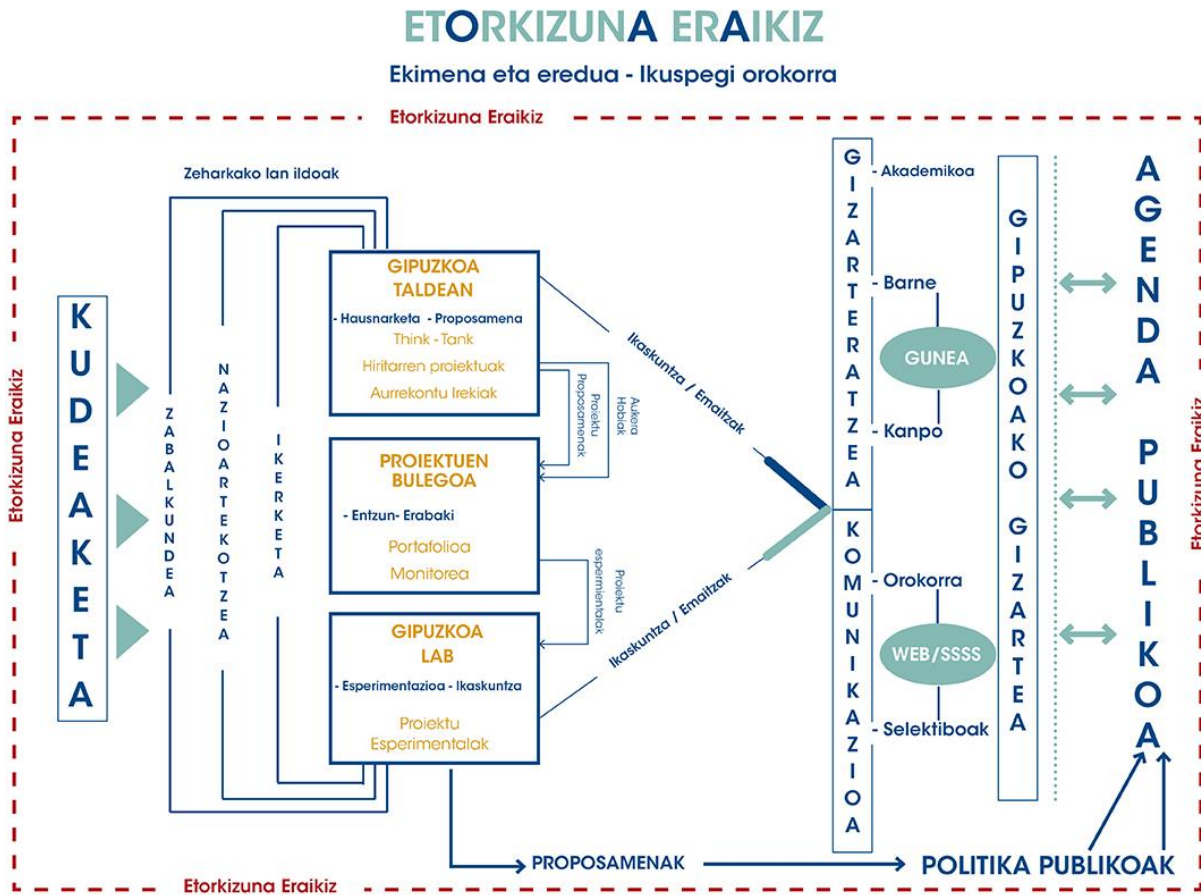 ETORKIZUNA ERAIKIZ
Ekimena eta eredua - Ikuspegi orokorra
Etorkizuna Eraikiz
Etorkizuna Eraikiz
KUDEAKETA
Zeharkako lan ildoak
ZABALKUNDEA
NAZIOARTEKOTZEA
IKERKETA
GIPUZKOA
TALDEAN
- Hausnarketa - Proposamena
Think - Tank
Hiritarren proiektuak
Aurrekontu Irekiak
Aukera
Hobiak
Proiektu
Proposamenak
PROIEKTUEN
BULEGOA
- Entzun- Erabaki
Portafolioa
Monitorea
Proiektu
espermientalak
GIPUZKOA
LAB
- Esperimentazioa - Ikaskuntza
Proiektu
Esperimentalak
Ikaskuntza / Emaitzak
Ikaskuntza / Emaitzak
GIZARTERATZEA
- Akademikoa
- Barne
GUNEA
- Kanpo
KOMUNIKAZIOA
- Orokorra
WEB/SSSS
- Selektiboak
GIPUZKOAKO GIZARTEA
AGENDA PUBLIKOA
Etorkizuna Eraikiz
PROPOSAMENAK
POLITIKA PUBLIKOAK
Etorkizuna Eraikiz